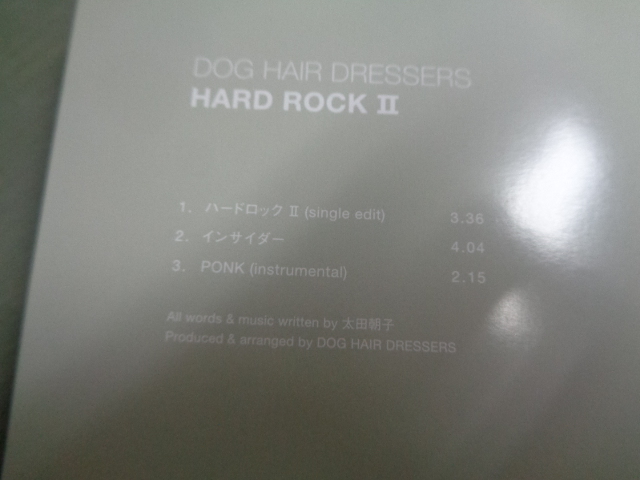 DOG HAIR DRESSERS
HARD ROCK II
1. ハードロック II (single edit) 3.36
2. インサイダー 4.04
3. PONK (instrumental) 2.15
All words & music written by 太田朝子
Produced & arranged by DOG HAIR DRESSERS